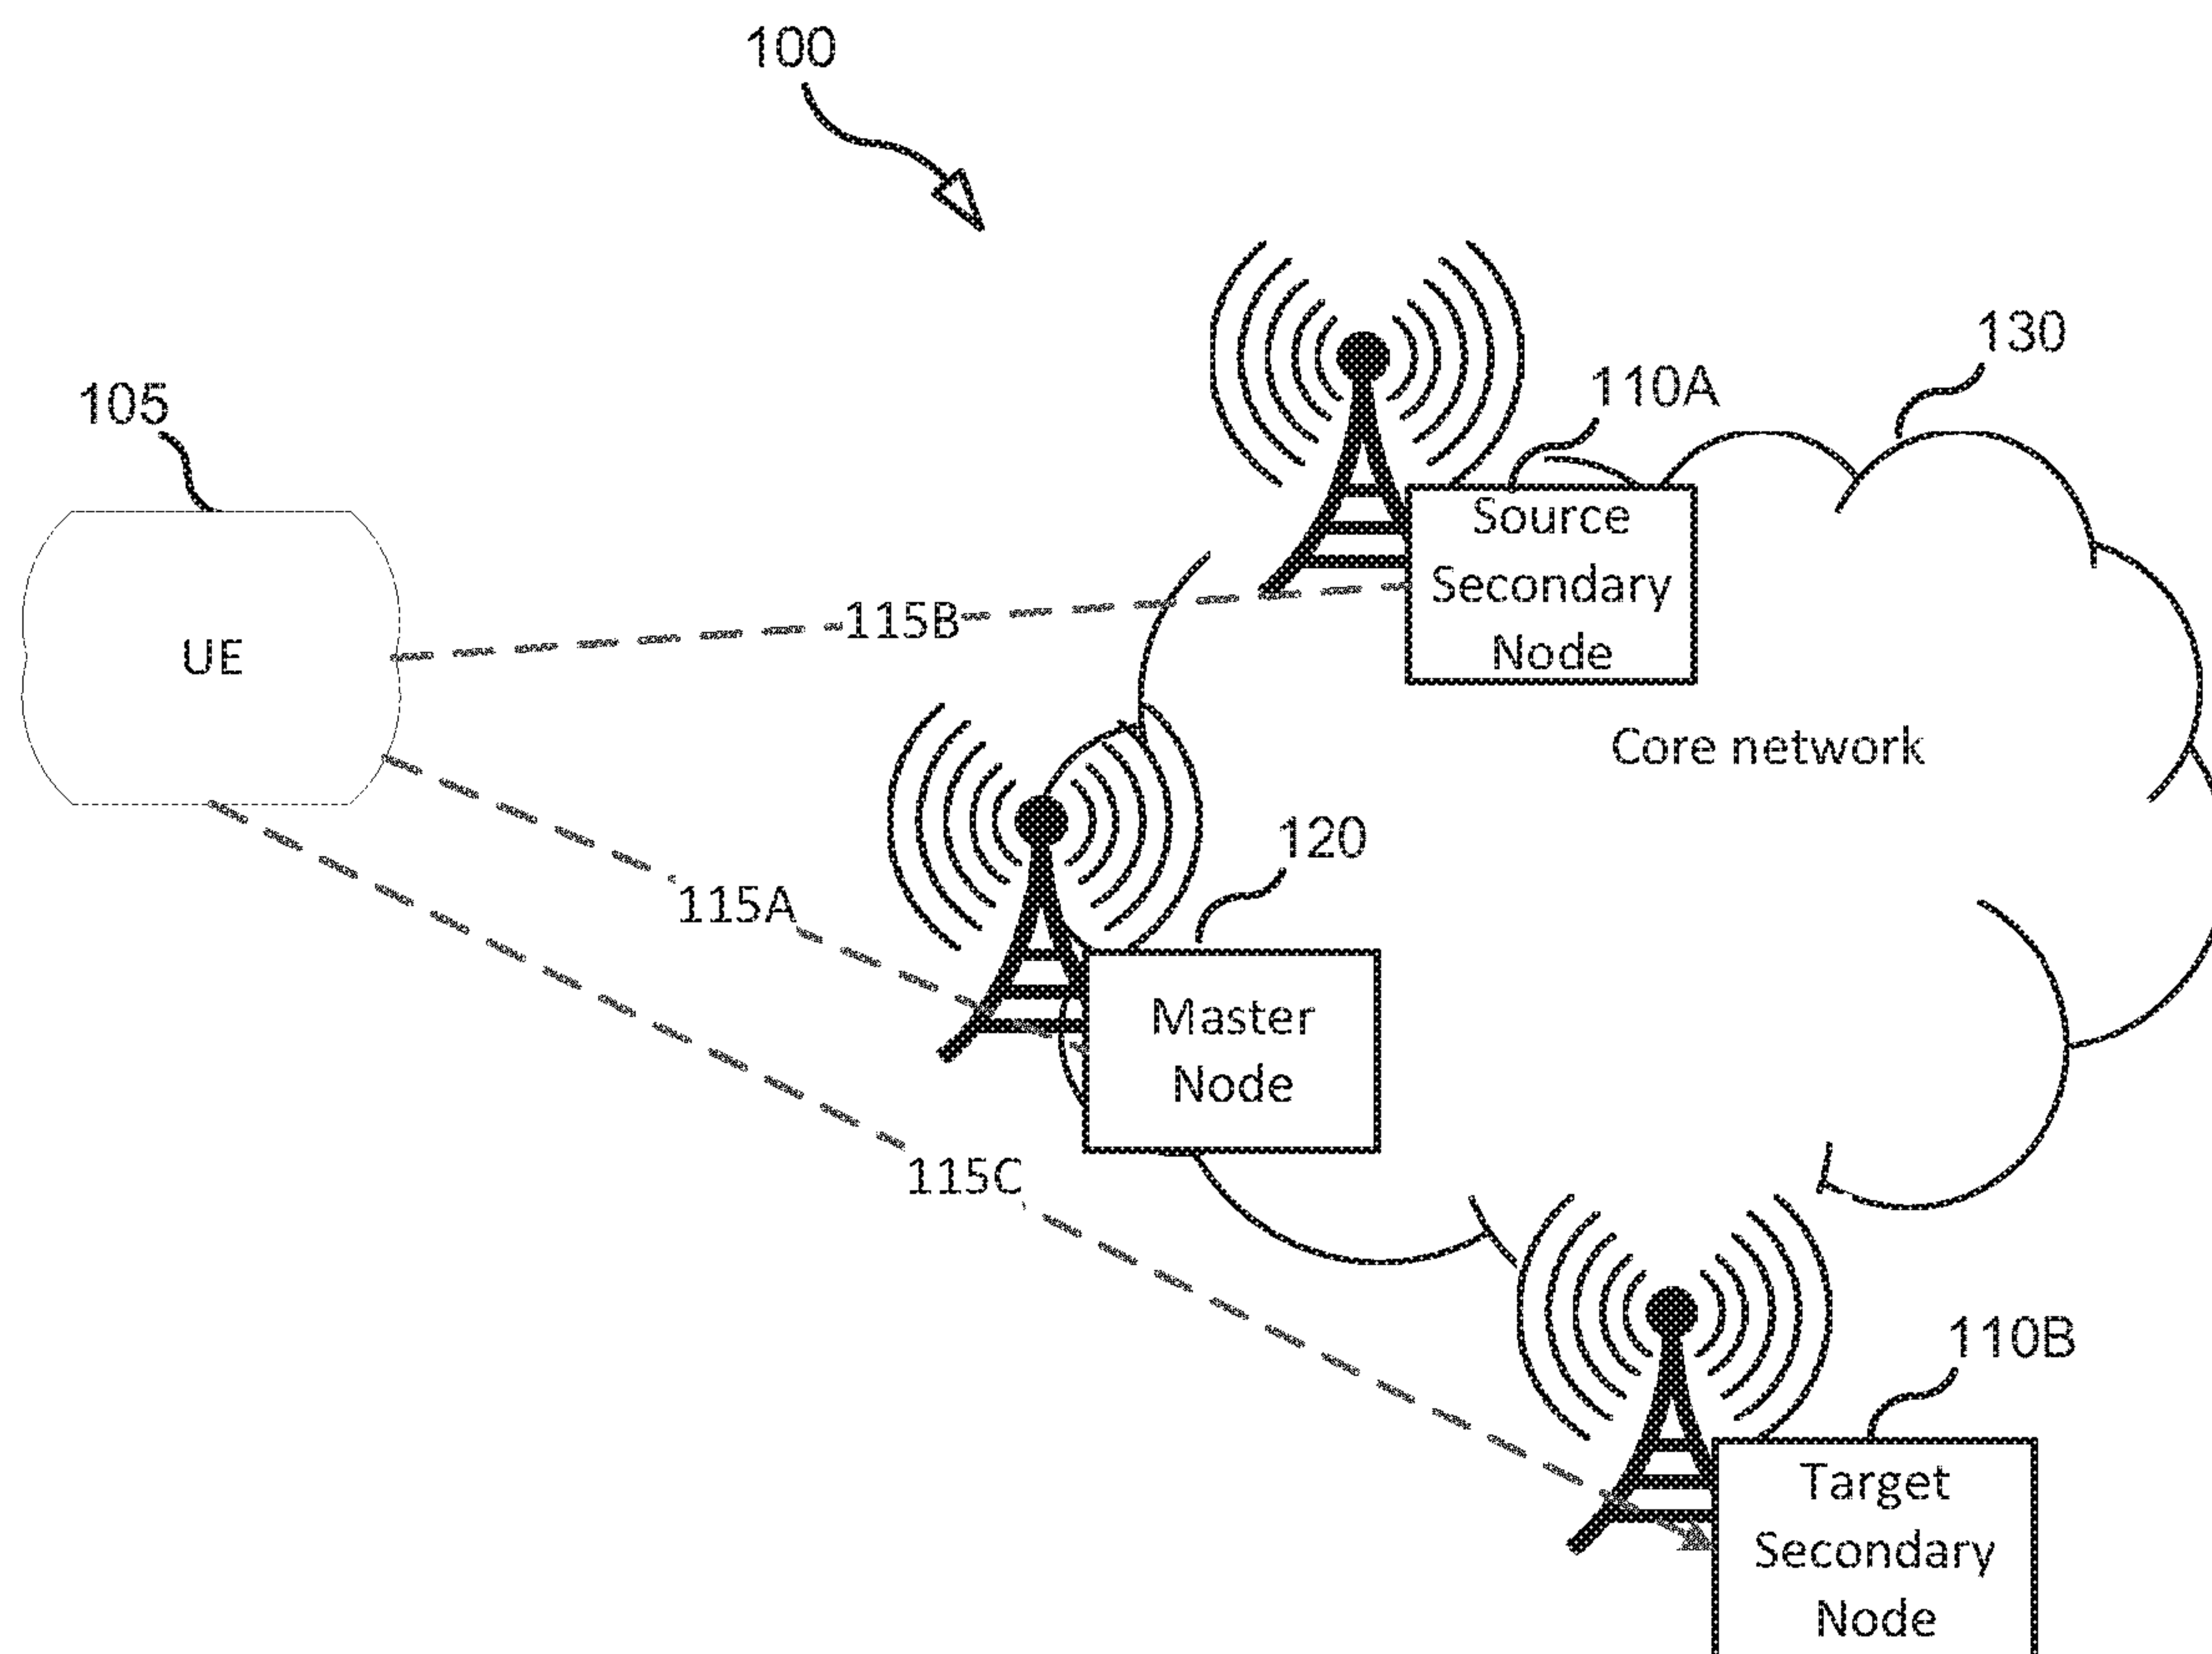 100
130
110A
105
Source
Secondary
Node
115B
UE
Core network
120
115A
Master
Node
115C
110B
Target
Secondary
Node